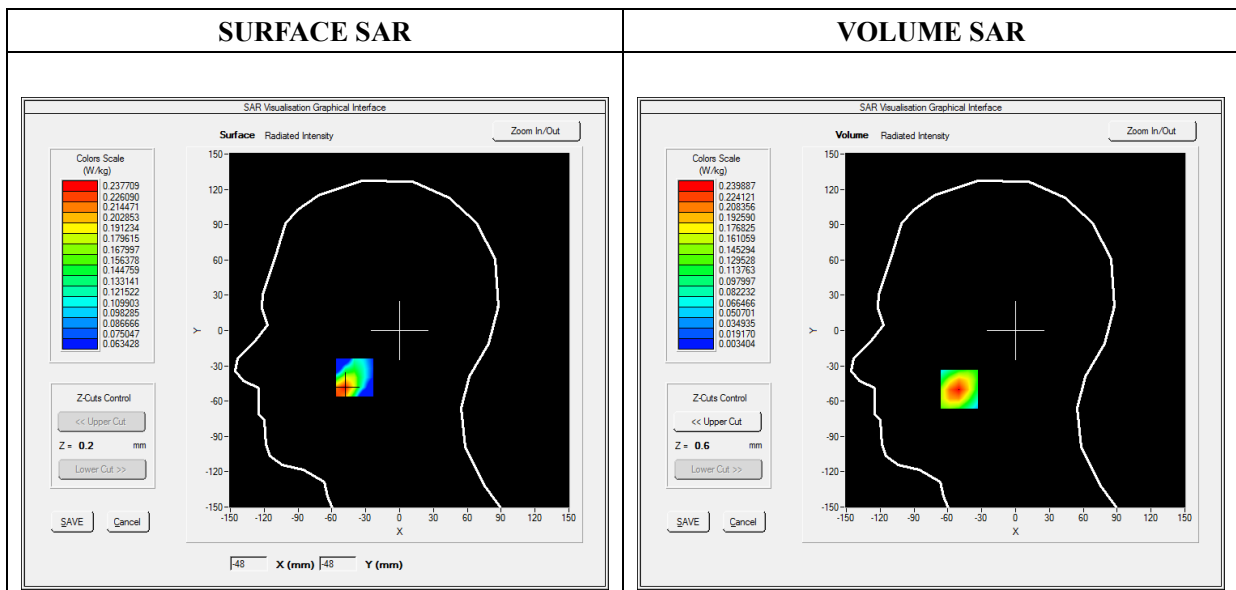 SURFACE SAR
VOLUME SAR
SAR Visualisation Graphical Interface
Surface Radiated Intensity
Zoom In/Out
Colors Scale
(W/kg)
0.237709
0.226090
0.214471
0.202853
0.191234
0.179615
0.167997
0.156378
0.144759
0.133141
0.121522
0.109903
0.098285
0.086666
0.075047
0.063428
Z-Cuts Control
<< Upper Cut
Z = 0.2 mm
Lower Cut >>
SAVE Cancel
150
120
90
60
30
Y 0
-30
-60
-90
-120
-150
-150 -120 -90 -60 -30 0 30 60 90 120 150
X
-48 X (mm) -48 Y (mm)
SAR Visualisation Graphical Interface
Volume Radiated Intensity
Zoom In/Out
Colors Scale
(W/kg)
0.239887
0.224121
0.208356
0.192590
0.176825
0.161059
0.145294
0.129528
0.113763
0.097997
0.082232
0.066466
0.050701
0.034935
0.019170
0.003404
Z-Cuts Control
<< Upper Cut
Z = 0.6 mm
Lower Cut >>
SAVE Cancel
150
120
90
60
30
Y 0
-30
-60
-90
-120
-150
-150 -120 -90 -60 -30 0 30 60 90 120 150
X